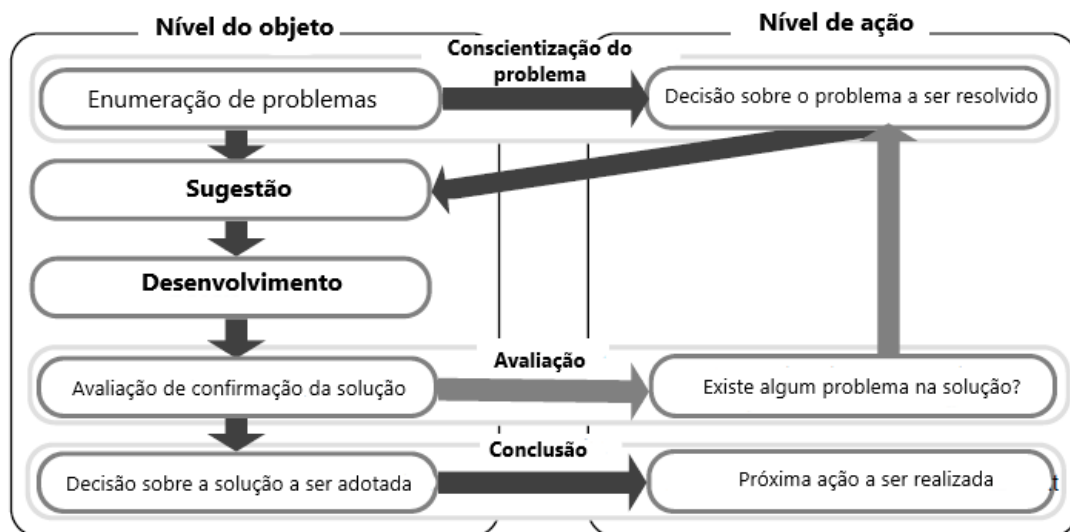 Nível do objeto
Nível de ação
Conscientização do
problema
Enumeração de problemas
Decisão sobre o problema a ser resolvido
Sugestão
Desenvolvimento
Avaliação
Avaliação de confirmação da solução
Existe algum problema na solução?
Conclusão
Decisão sobre a solução a ser adotada
Próxima ação a ser realizada
.t